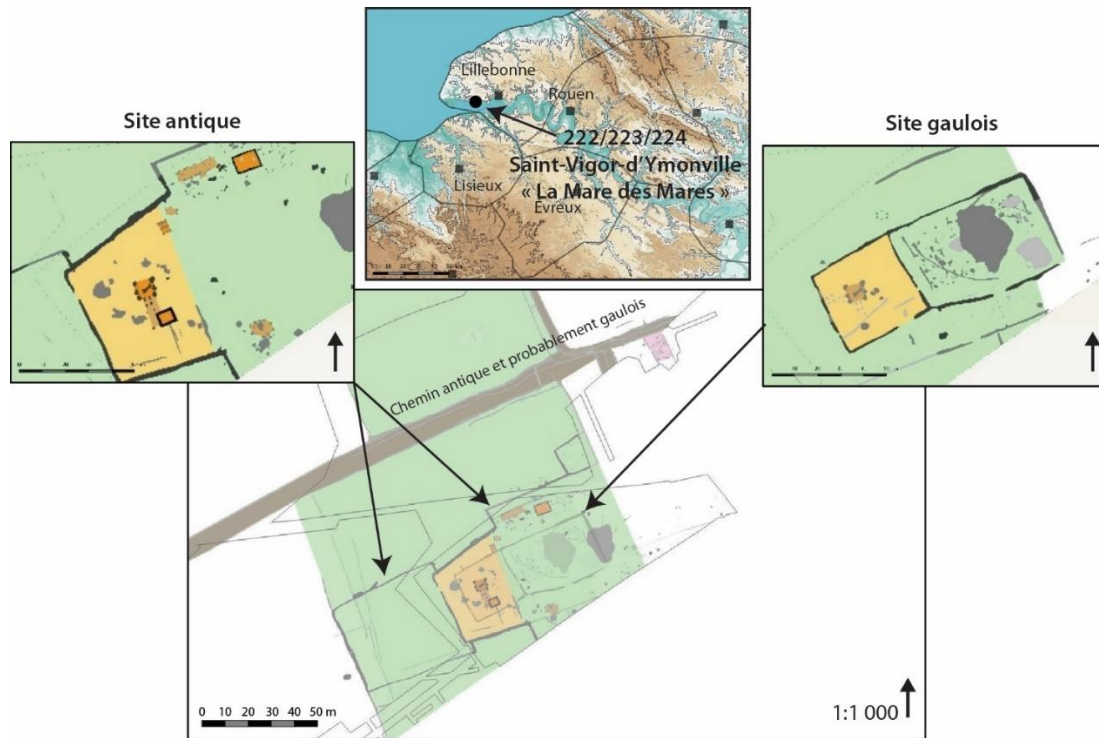 Lillebonne
Rouen
222/223/224
Saint-Vigor-d'Ymonville
« La Mare des Mares »
Lisieux
Evreux
Site antique
Site gaulois
Chemin antique et probablement gaulois
0 10 20 30 40 50 m
1:1 000